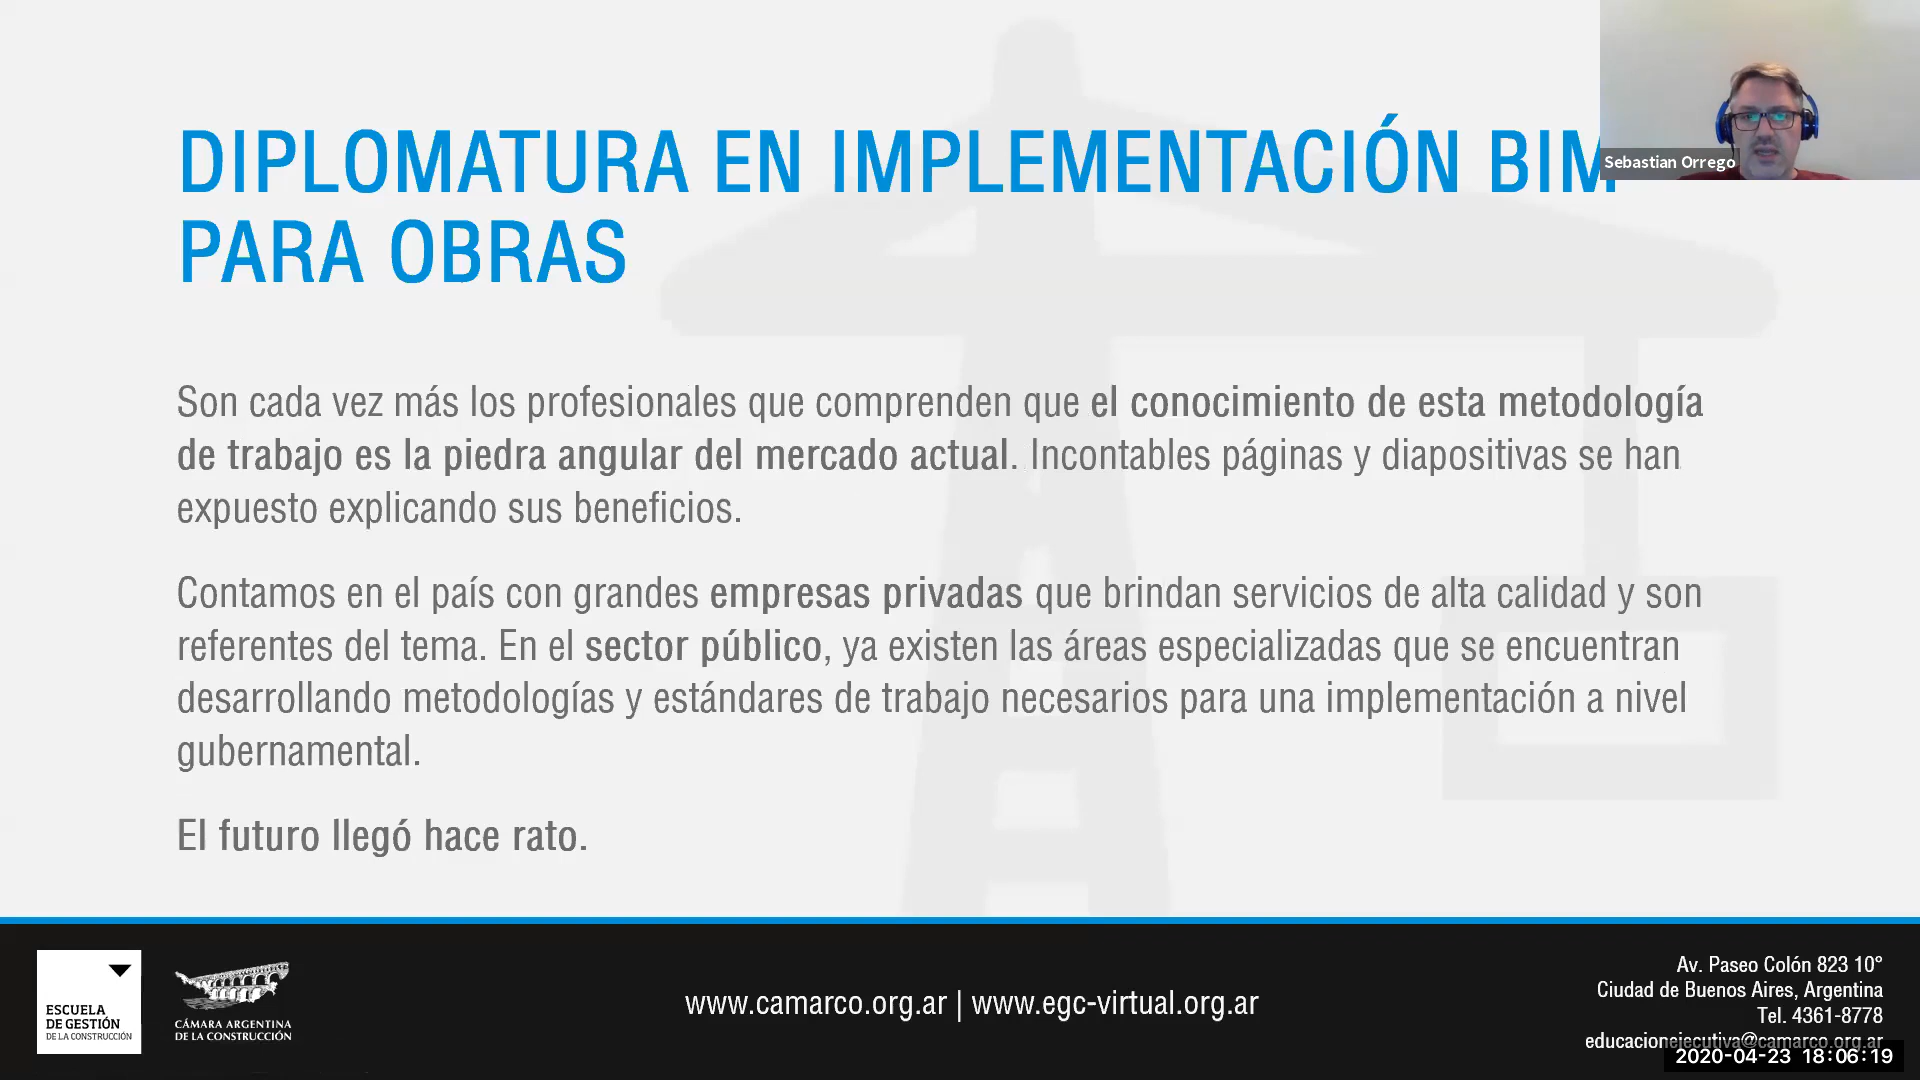 DIPLOMATURA EN IMPLEMENTACIÓN BIM
PARA OBRAS
Sebastian Orrego
Son cada vez más los profesionales que comprenden que el conocimiento de esta metodología
de trabajo es la piedra angular del mercado actual. Incontables páginas y diapositivas se han
expuesto explicando sus beneficios.
Contamos en el país con grandes empresas privadas que brindan servicios de alta calidad y son
referentes del tema. En el sector público, ya existen las áreas especializadas que se encuentran
desarrollando metodologías y estándares de trabajo necesarios para una implementación a nivel
gubernamental.
El futuro llegó hace rato.
ESCUELA
DE GESTIÓN
DE LA CONSTRUCCIÓN
CÁMARA ARGENTINA
DE LA CONSTRUCCIÓN
www.camarco.org.ar | www.egc-virtual.org.ar
Av. Paseo Colón 823 10°
Ciudad de Buenos Aires, Argentina
Tel. 4361-8778
educacionejecutiva@camarco.org.ar
2020-04-23 18:06:19